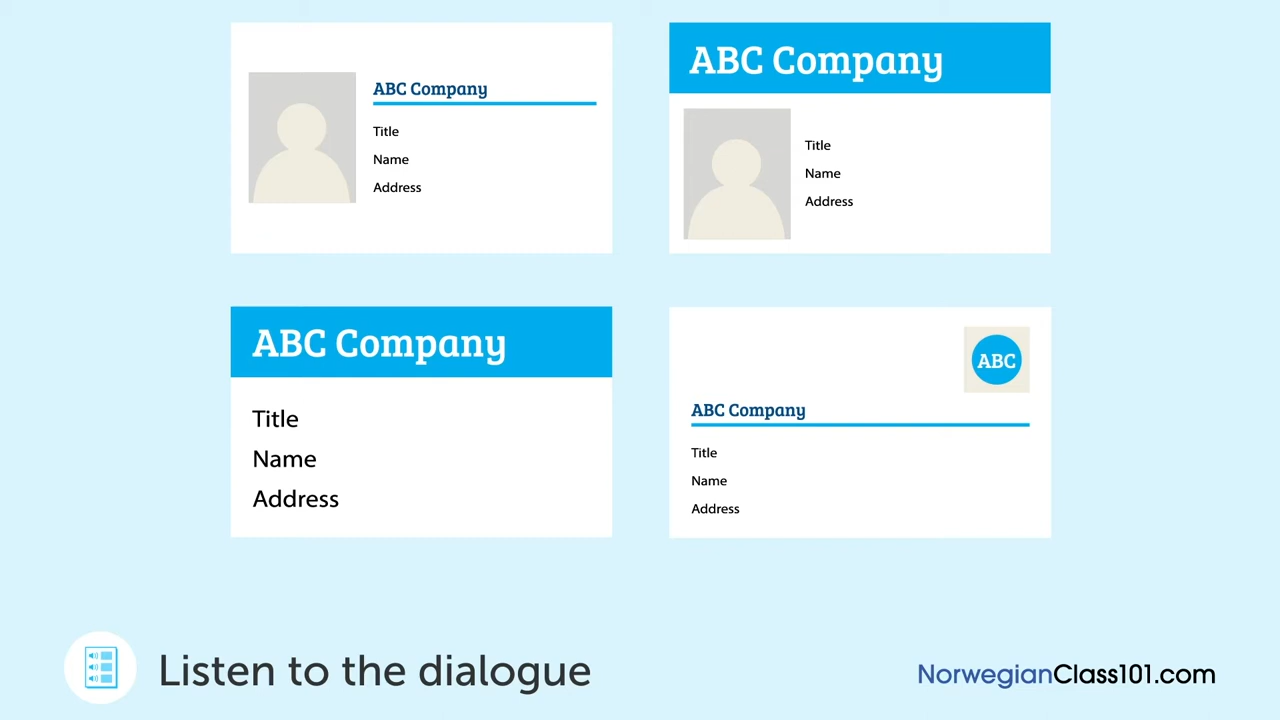 ABC Company
Title
Name
Address
ABC Company
Title
Name
Address
ABC Company
Title
Name
Address
ABC
ABC Company
Title
Name
Address
Listen to the dialogue
NorwegianClass101.com